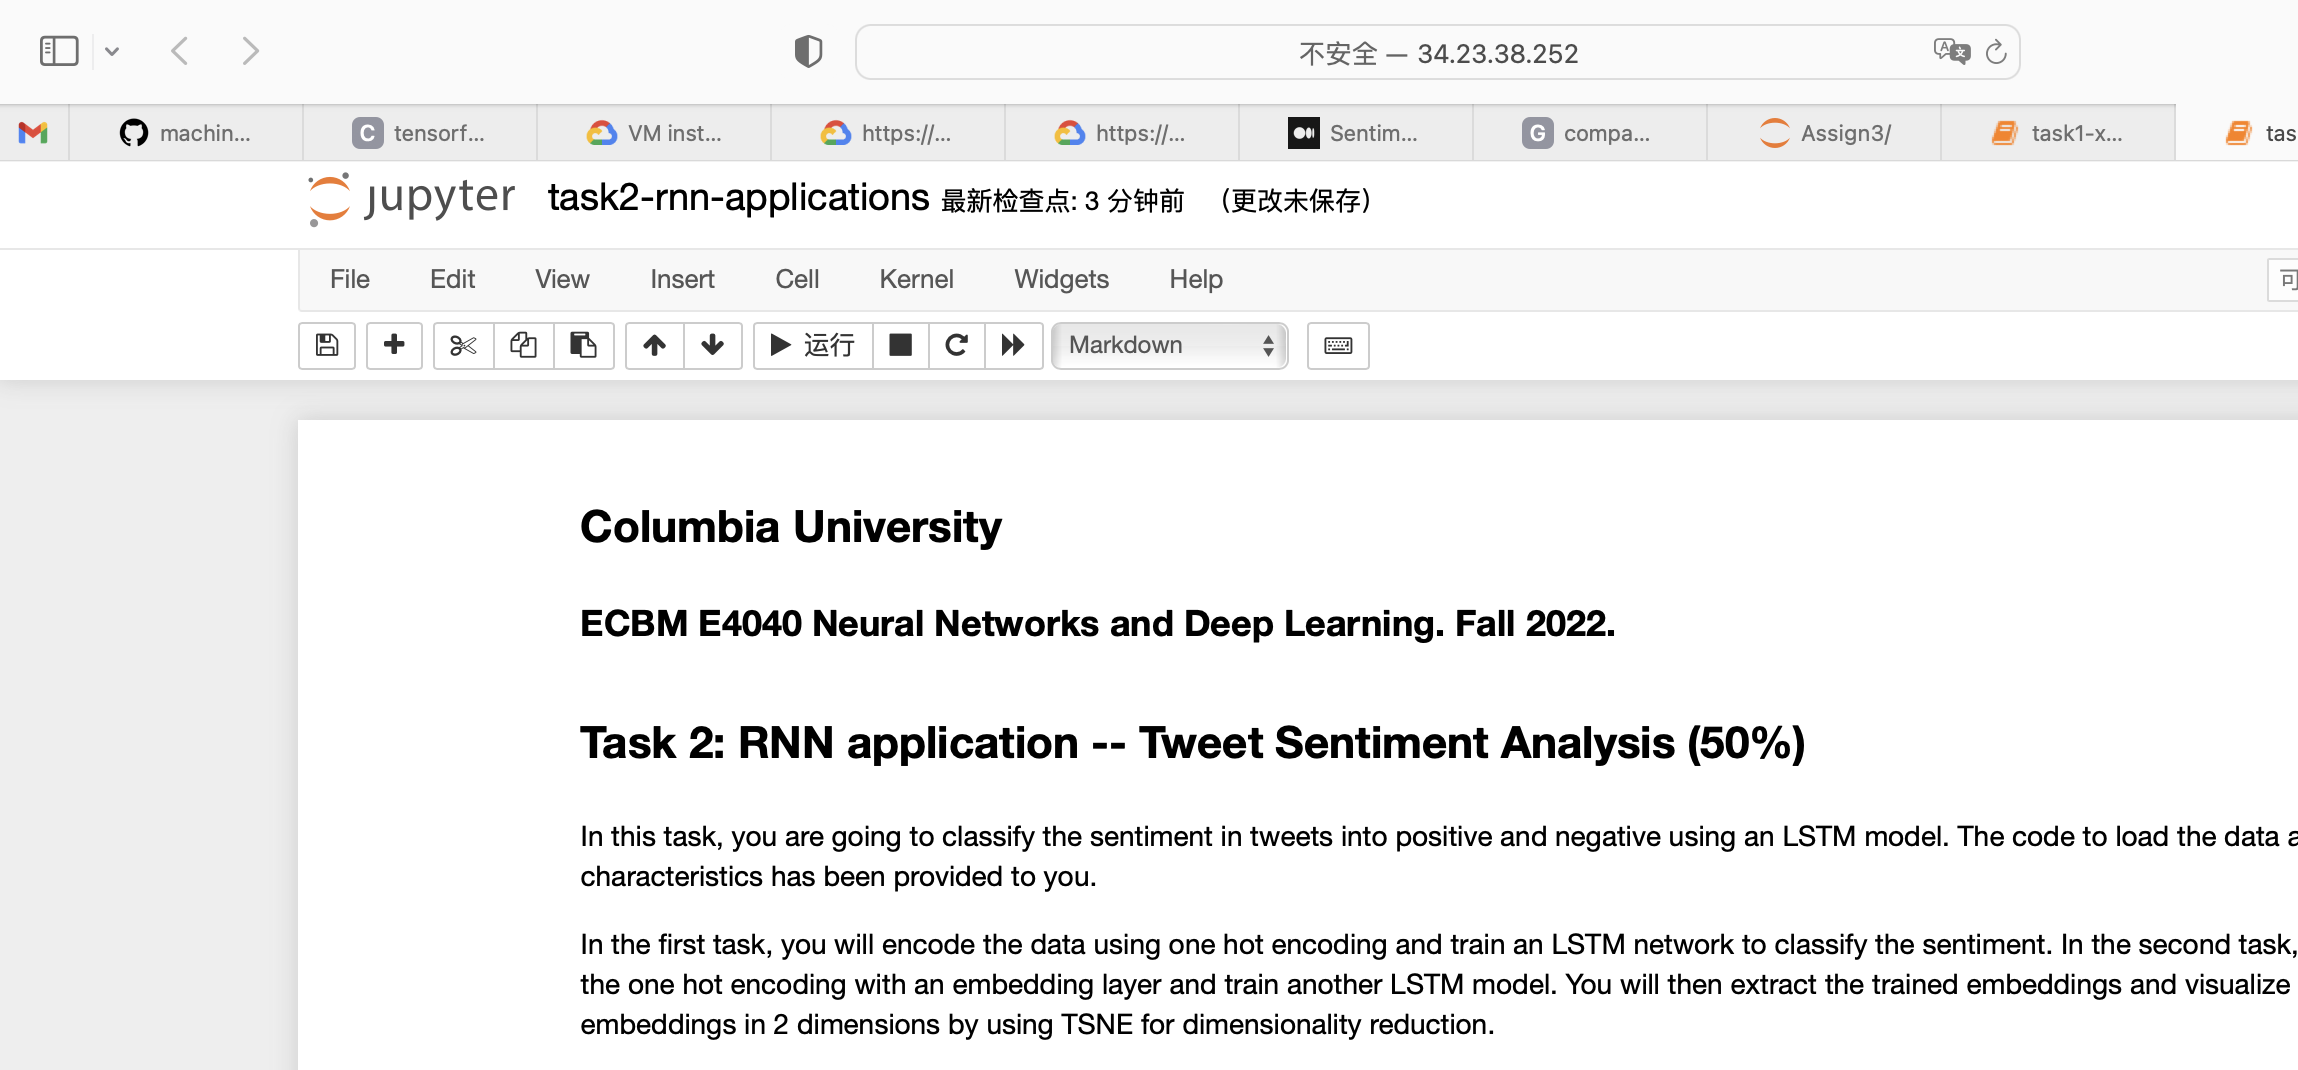 不安全 — 34.23.38.252
machin...
C tensorf...
VM inst...
https://...
https://...
Sentim...
G compa...
Assign3/
task1-x...
tas
jupyter task2-rnn-applications 最新检查点: 3 分钟前 （更改未保存）
File Edit View Insert Cell Kernel Widgets Help
运行 Markdown
Columbia University
ECBM E4040 Neural Networks and Deep Learning. Fall 2022.
Task 2: RNN application -- Tweet Sentiment Analysis (50%)
In this task, you are going to classify the sentiment in tweets into positive and negative using an LSTM model. The code to load the data a
characteristics has been provided to you.
In the first task, you will encode the data using one hot encoding and train an LSTM network to classify the sentiment. In the second task,
the one hot encoding with an embedding layer and train another LSTM model. You will then extract the trained embeddings and visualize
embeddings in 2 dimensions by using TSNE for dimensionality reduction.